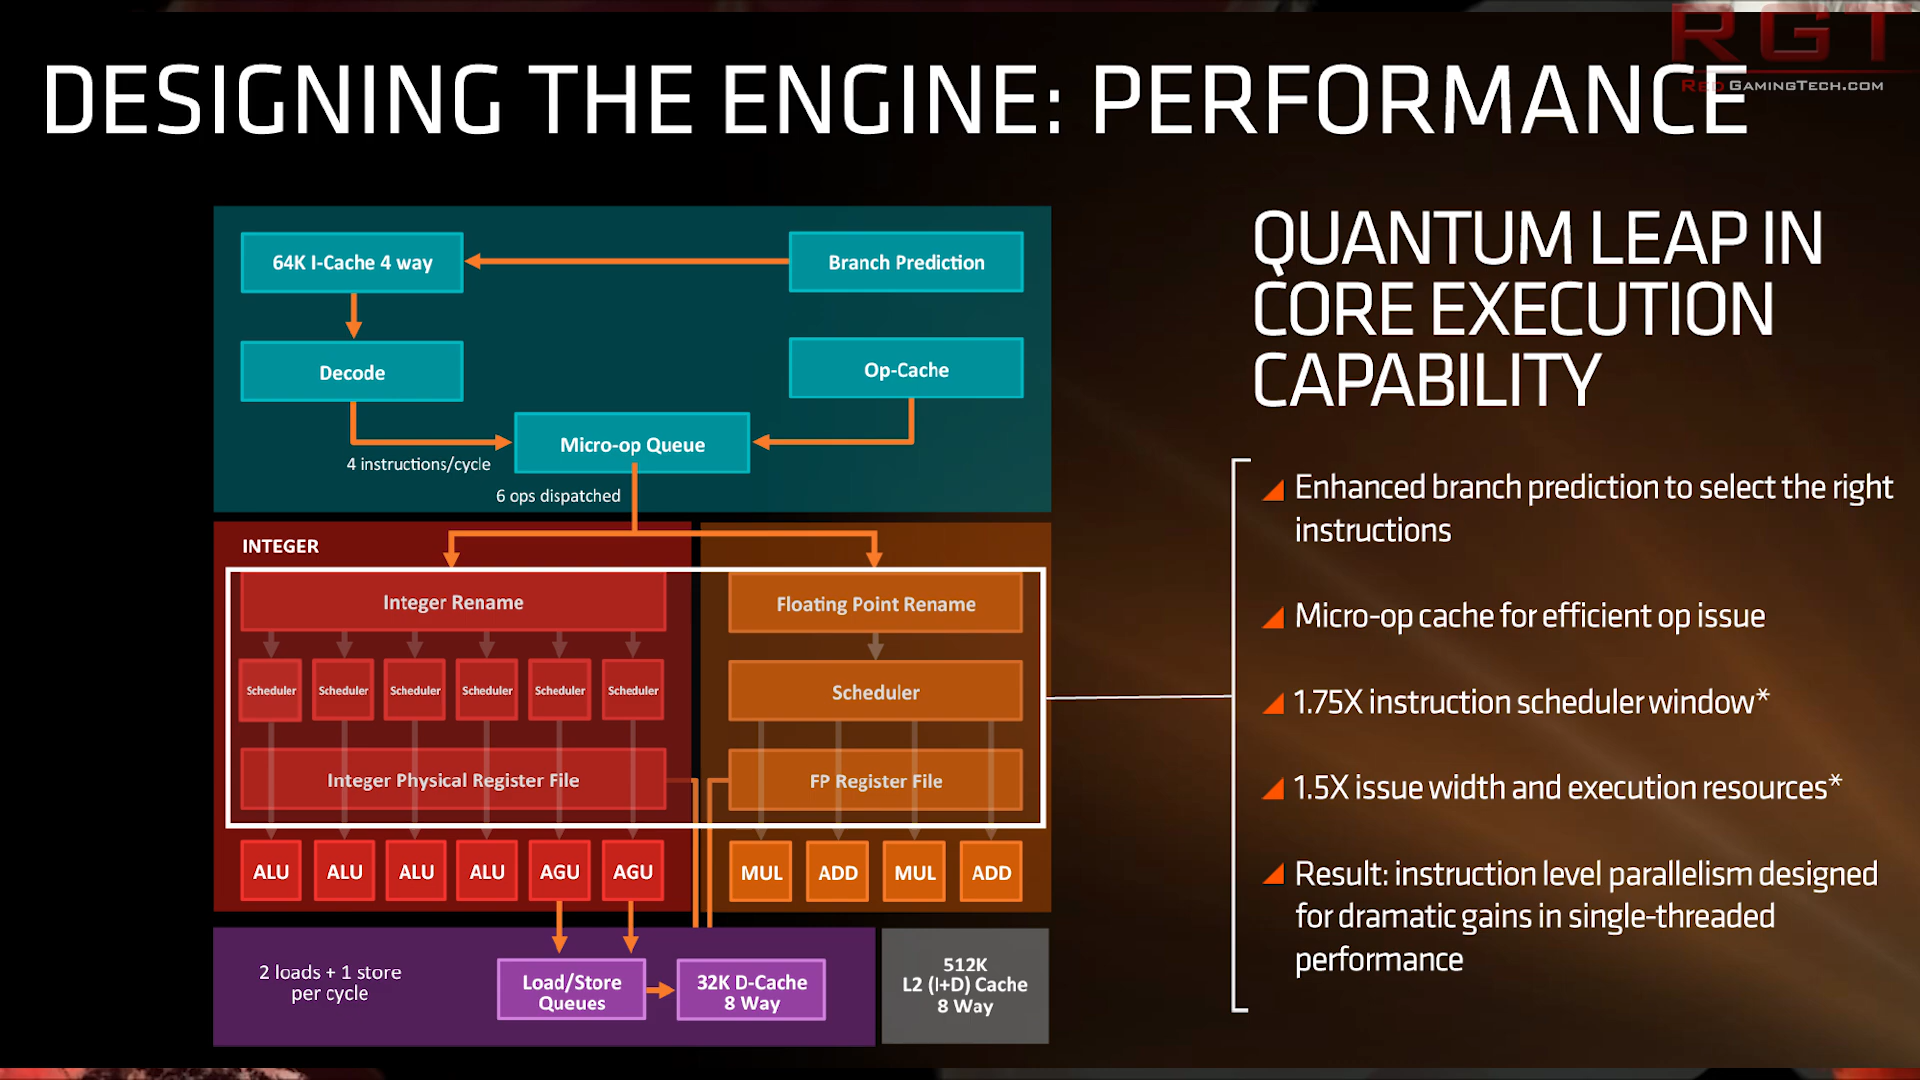 RGT
RED GAMINGTECH.COM
DESIGNING THE ENGINE: PERFORMANCE
64K I-Cache 4 way
Branch Prediction
Decode
Op-Cache
Micro-op Queue
4 instructions/cycle
6 ops dispatched
INTEGER
Integer Rename
Floating Point Rename
Scheduler
Scheduler
Scheduler
Scheduler
Scheduler
Scheduler
Scheduler
Integer Physical Register File
FP Register File
ALU
ALU
ALU
ALU
AGU
AGU
MUL
ADD
MUL
ADD
2 loads + 1 store
per cycle
Load/Store
Queues
32K D-Cache
8 Way
512K
L2 (I+D) Cache
8 Way
QUANTUM LEAP IN
CORE EXECUTION
CAPABILITY
Enhanced branch prediction to select the right
instructions
Micro-op cache for efficient op issue
1.75X instruction scheduler window*
1.5X issue width and execution resources*
Result: instruction level parallelism designed
for dramatic gains in single-threaded
performance